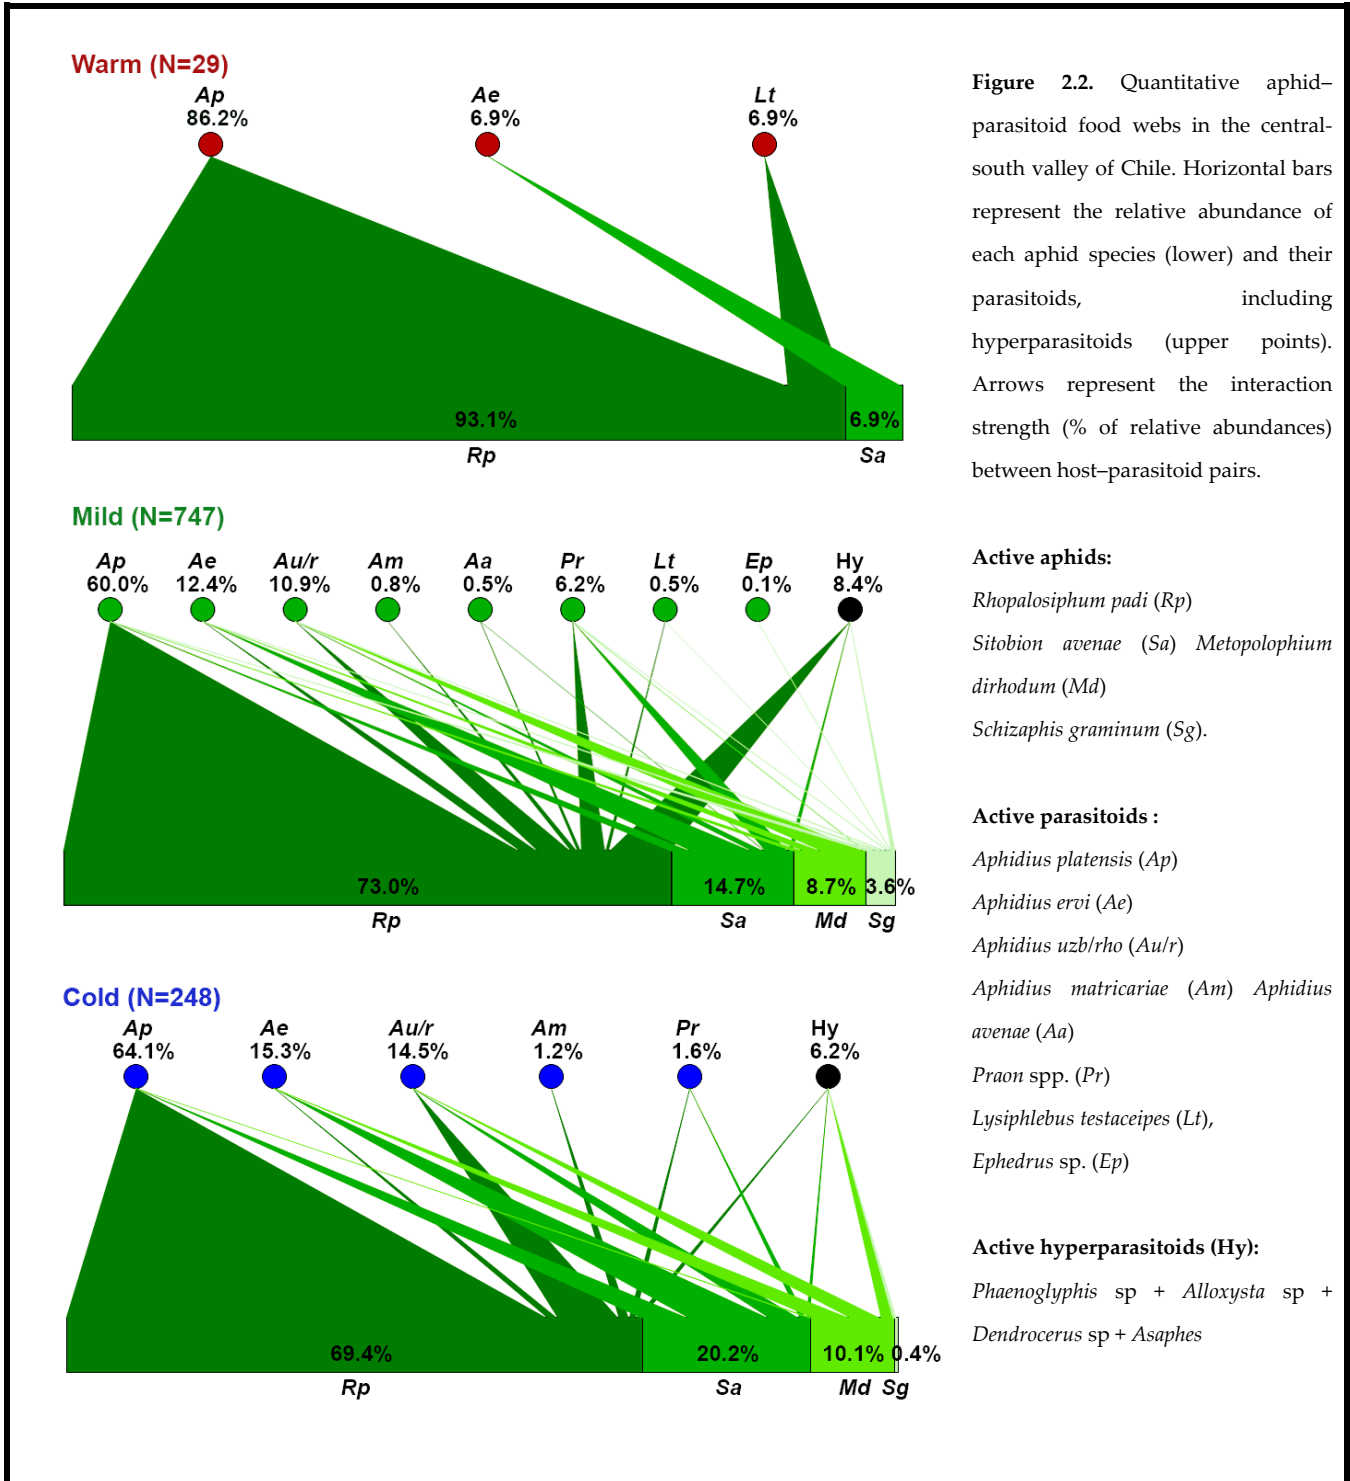 Warm (N=29)
Ap Ae Lt
86.2% 6.9% 6.9%
93.1% 6.9%
Rp Sa
Mild (N=747)
Ap Ae Au/r Am Aa Pr Lt Ep Hy
60.0% 12.4% 10.9% 0.8% 0.5% 6.2% 0.5% 0.1% 8.4%
73.0% 14.7% 8.7% 3.6%
Rp Sa Md Sg
Cold (N=248)
Ap Ae Au/r Am Pr Hy
64.1% 15.3% 14.5% 1.2% 1.6% 6.2%
69.4% 20.2% 10.1% 0.4%
Rp Sa Md Sg
Figure 2.2. Quantitative aphid–
parasitoid food webs in the central-
south valley of Chile. Horizontal bars
represent the relative abundance of
each aphid species (lower) and their
parasitoids, including
hyperparasitoids (upper points).
Arrows represent the interaction
strength (% of relative abundances)
between host–parasitoid pairs.
Active aphids:
Rhopalosiphum padi (Rp)
Sitobion avenae (Sa) Metopolophium
dirhodum (Md)
Schizaphis graminum (Sg).
Active parasitoids :
Aphidius platensis (Ap)
Aphidius ervi (Ae)
Aphidius uzb/rho (Au/r)
Aphidius matricariae (Am) Aphidius
avenae (Aa)
Praon spp. (Pr)
Lysiphlebus testaceipes (Lt),
Ephedrus sp. (Ep)
Active hyperparasitoids (Hy):
Phaenoglyphis sp + Alloxysta sp +
Dendrocerus sp + Asaphes